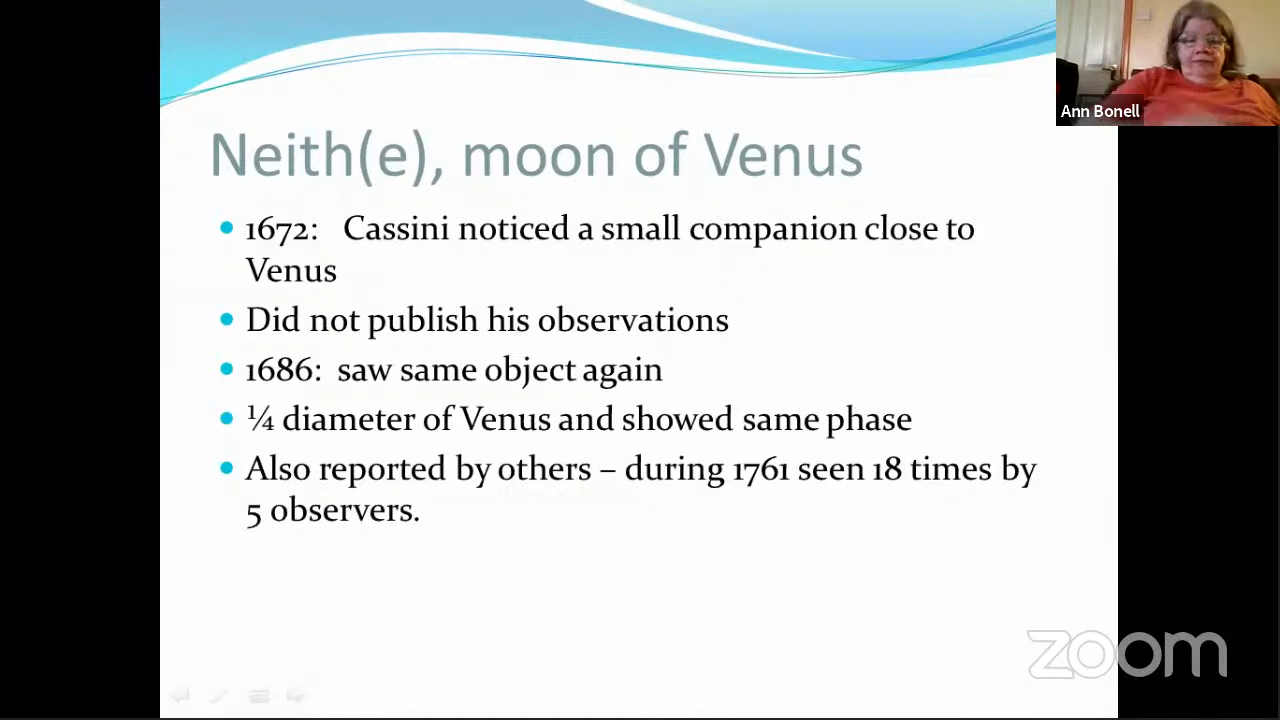 Ann Bonell
Neith(e), moon of Venus
• 1672: Cassini noticed a small companion close to
Venus
• Did not publish his observations
• 1686: saw same object again
• ¼ diameter of Venus and showed same phase
• Also reported by others – during 1761 seen 18 times by
5 observers.
zoom